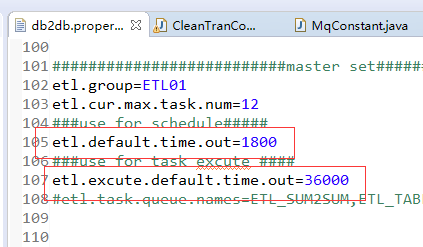 db2db.proper... CleanTranCo... MqConstant.java
100
101 #########################master set######
102 etl.group=ETL01
103 etl.cur.max.task.num=12
104 ###use for schedule#####
105 etl.default.time.out=1800
106 ###use for task excute ####
107 etl.excute.default.time.out=36000
108 #etl.task.queue.names=ETL_SUM2SUM,ETL_TAB
109
110